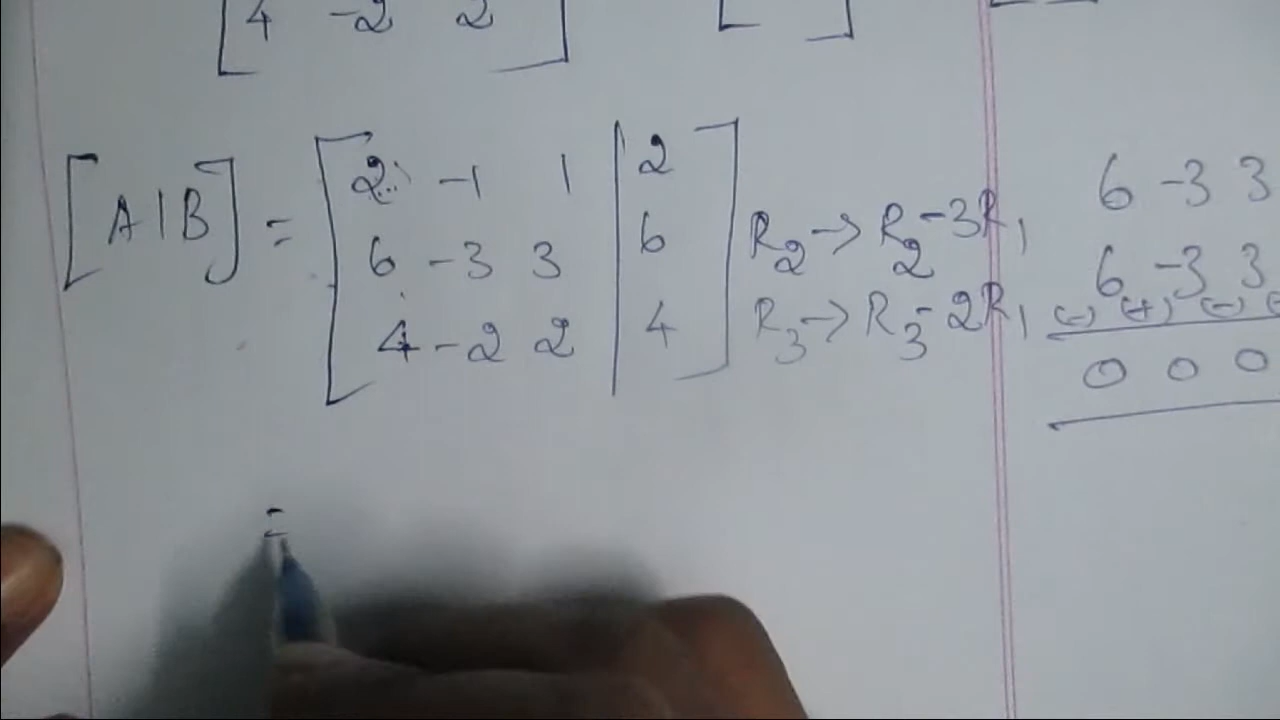 4 -2 2
[A|B] = 2 -1 1 | 2
6 -3 3 | 6 R2 → R2 - 3R1
4 -2 2 | 4 R3 → R3 - 2R1
=
6 -3 3
6 -3 3
(-) (+) (-)
0 0 0